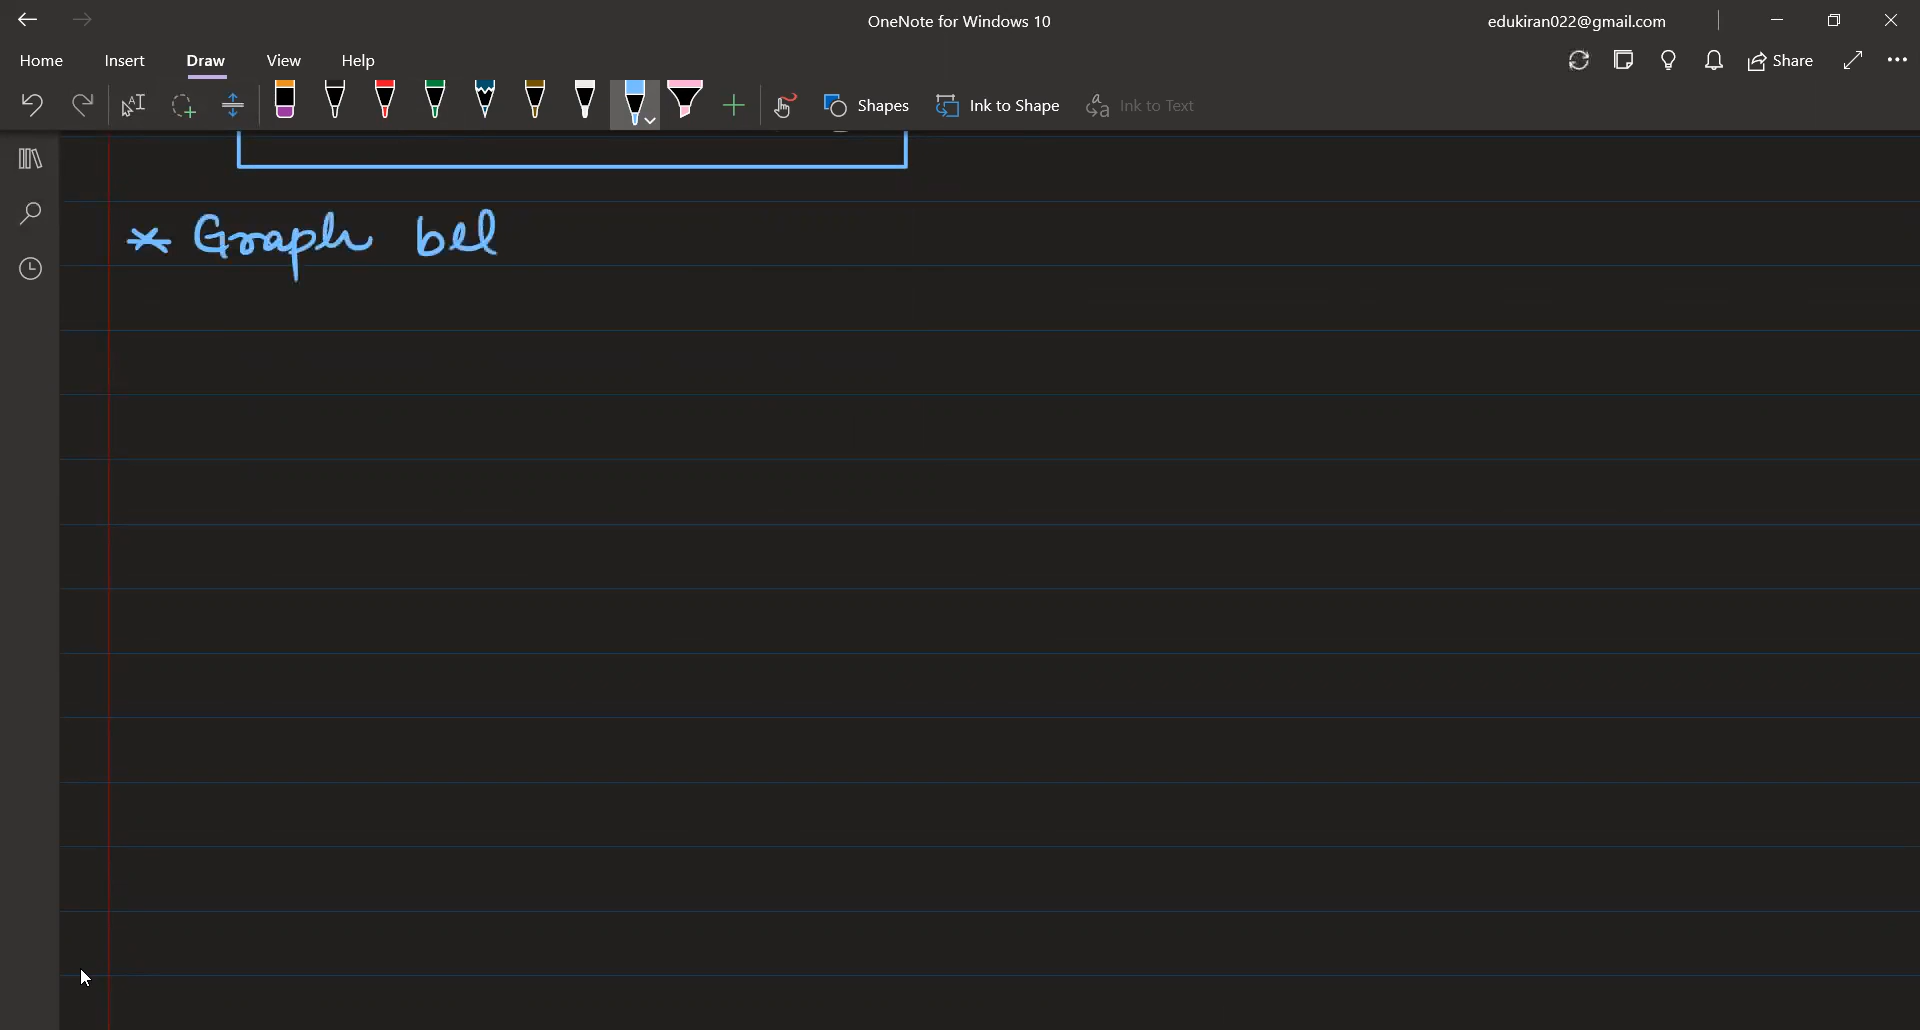 OneNote for Windows 10
edukiran022@gmail.com
Home Insert Draw View Help
Share
Shapes Ink to Shape Ink to Text
* Graph bel